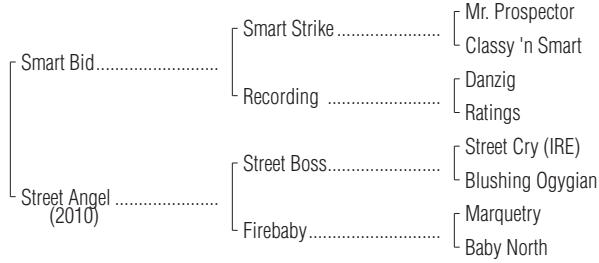 Mr. Prospector
Smart Strike ......................
Classy 'n Smart
Smart Bid..........................
Danzig
Recording ........................
Ratings
Street Cry (IRE)
Street Boss........................
Blushing Ogygian
Street Angel ......................
(2010)
Marquetry
Firebaby............................
Baby North